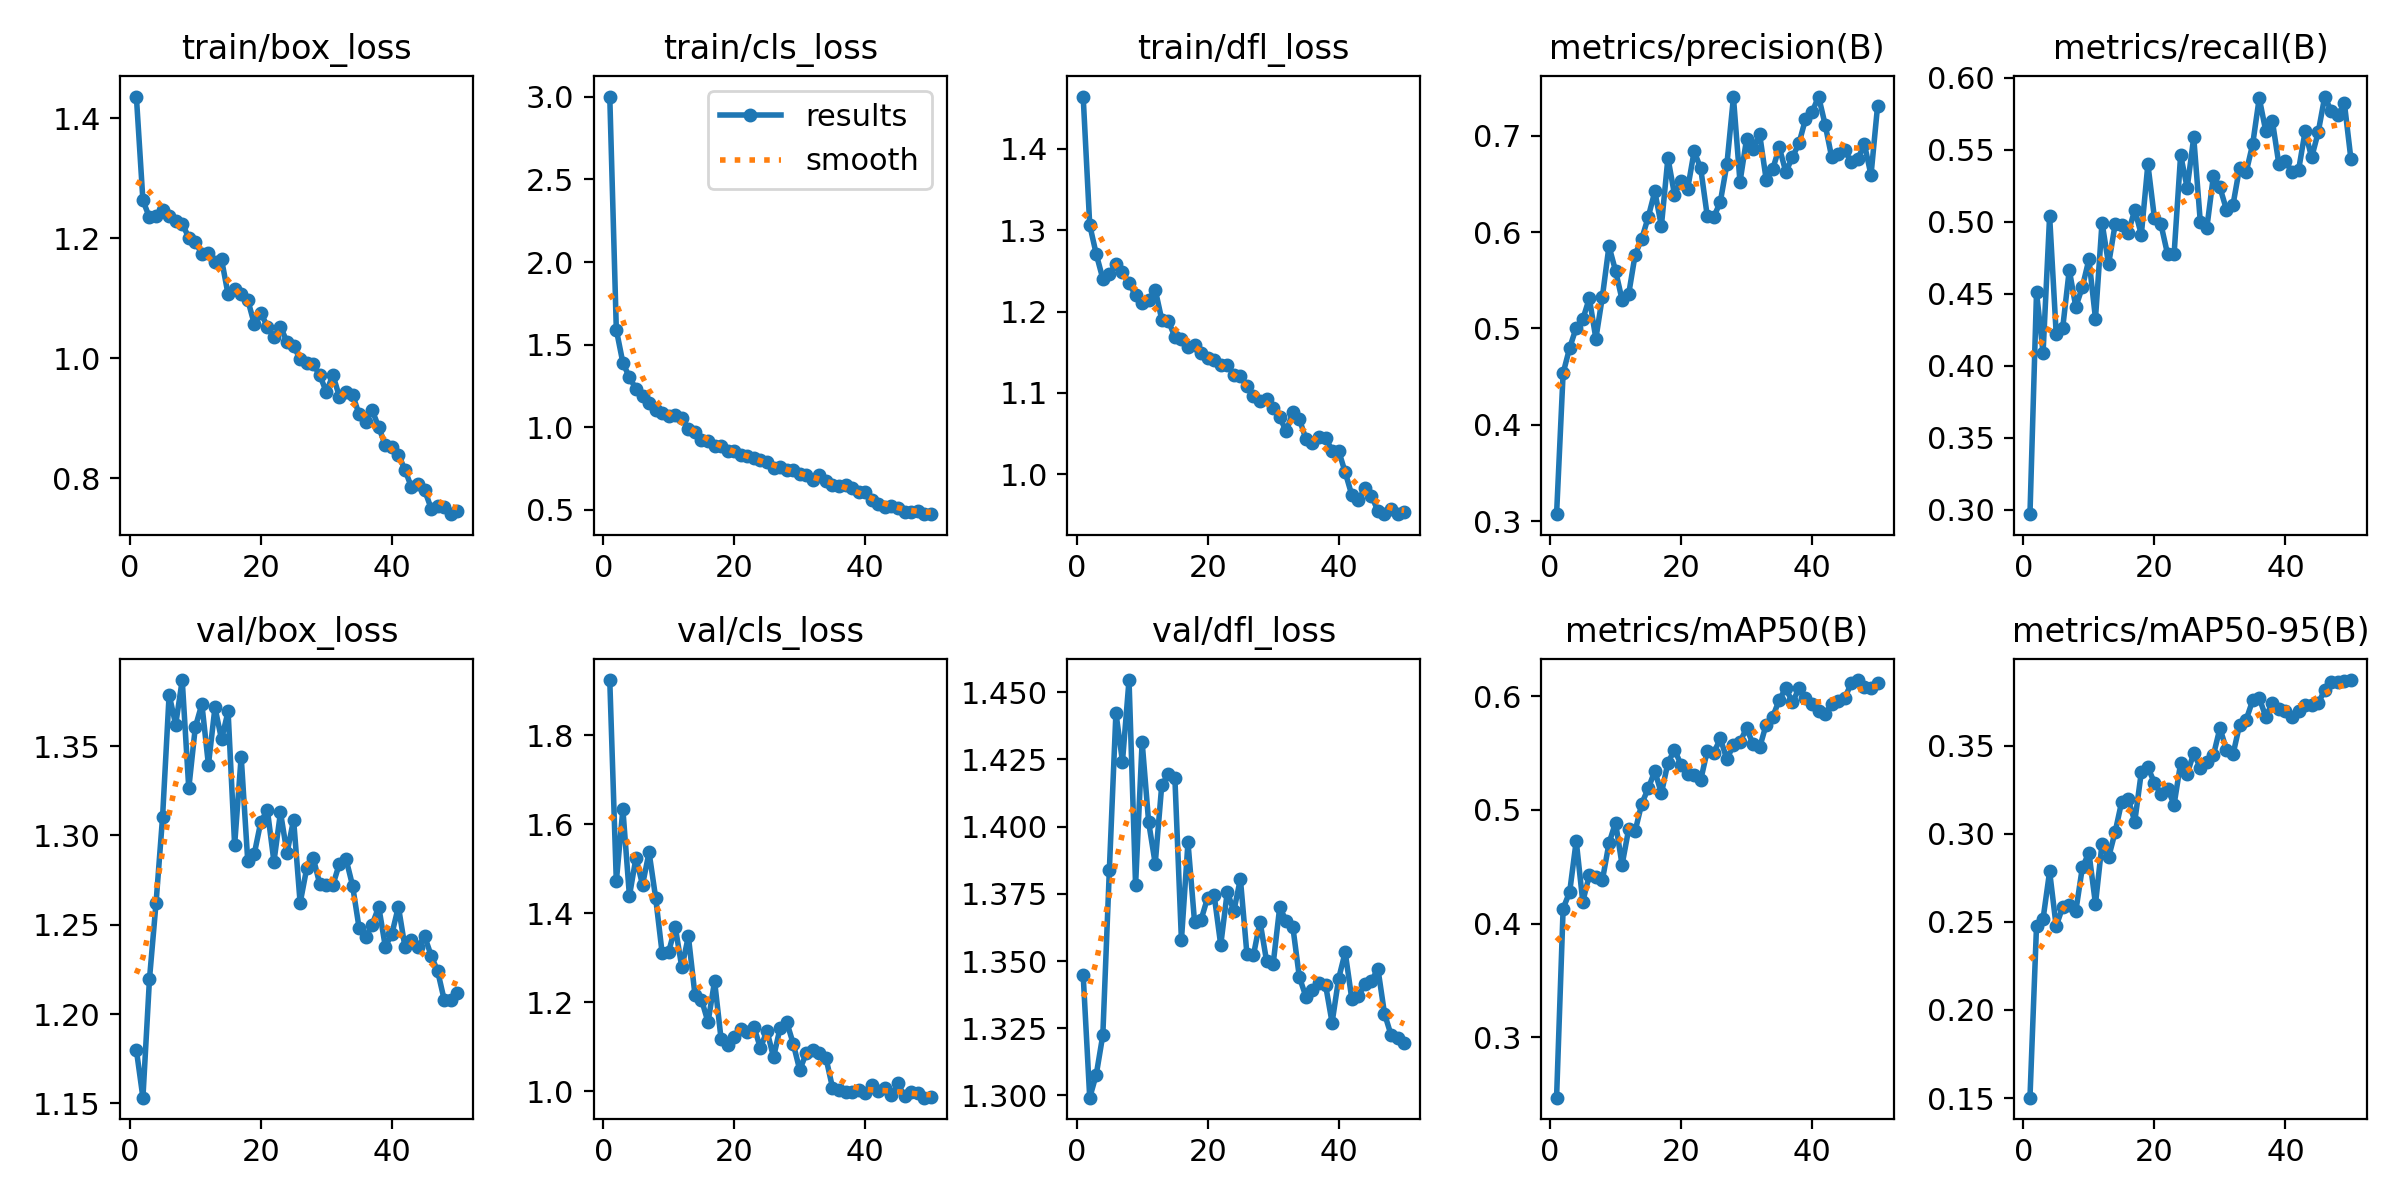 train/box_loss
1.4
1.2
1.0
0.8
0 20 40
train/cls_loss
results
smooth
3.0
2.5
2.0
1.5
1.0
0.5
0 20 40
train/dfl_loss
1.4
1.3
1.2
1.1
1.0
0 20 40
metrics/precision(B)
0.7
0.6
0.5
0.4
0.3
0 20 40
metrics/recall(B)
0.60
0.55
0.50
0.45
0.40
0.35
0.30
0 20 40
val/box_loss
1.35
1.30
1.25
1.20
1.15
0 20 40
val/cls_loss
1.8
1.6
1.4
1.2
1.0
0 20 40
val/dfl_loss
1.450
1.425
1.400
1.375
1.350
1.325
1.300
0 20 40
metrics/mAP50(B)
0.6
0.5
0.4
0.3
0 20 40
metrics/mAP50-95(B)
0.35
0.30
0.25
0.20
0.15
0 20 40